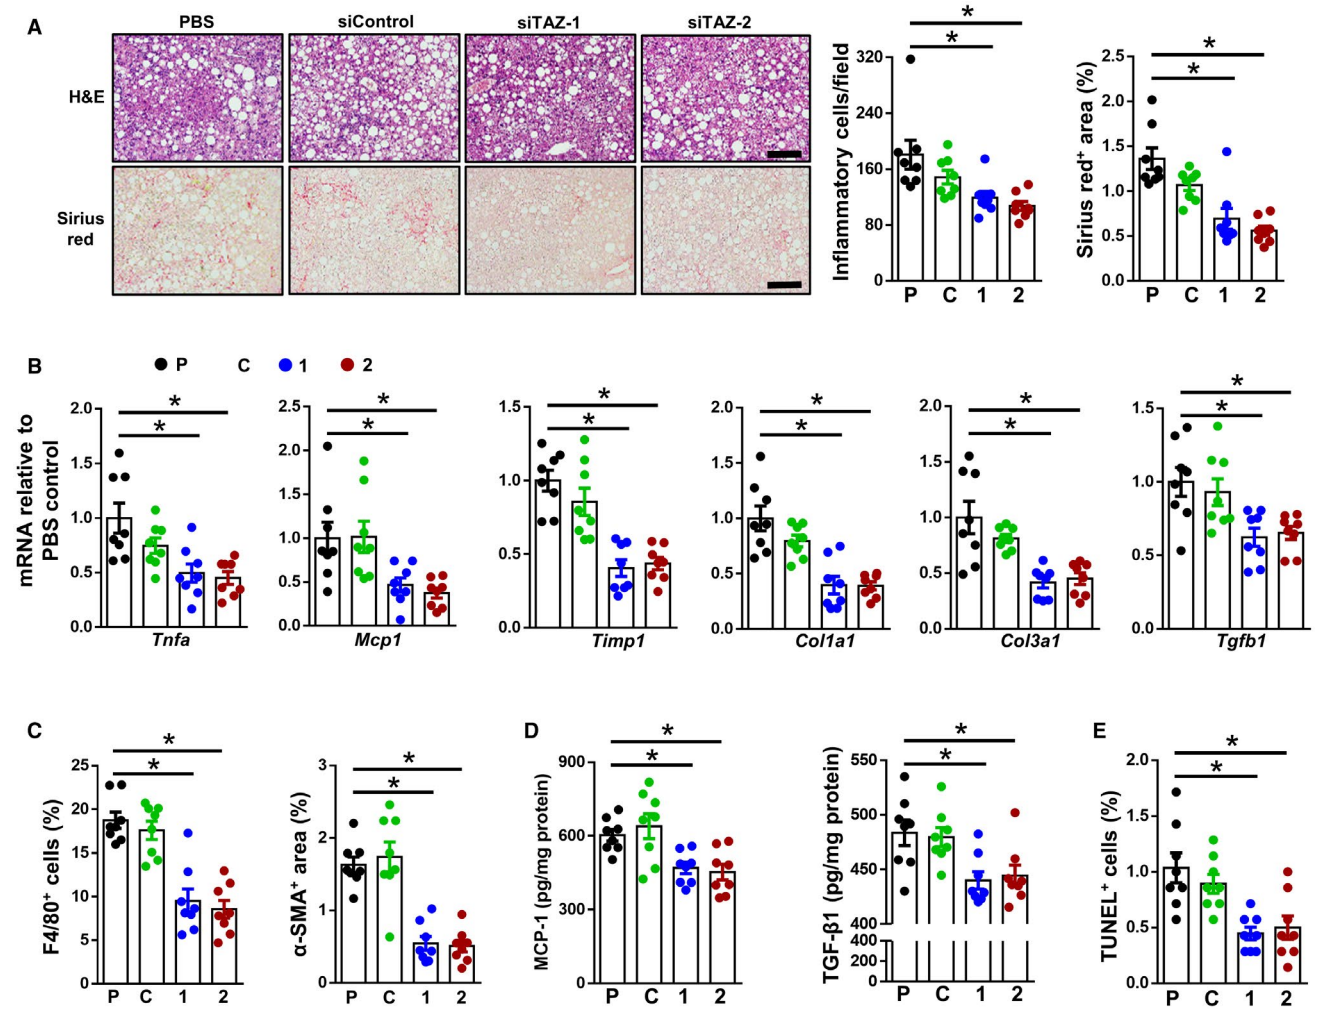 A
PBS
siControl
siTAZ-1
siTAZ-2
H&E
Sirius
red
Inflammatory cells/field
320
240
160
80
0
*
*
P C 1 2
Sirius red⁺ area (%)
2.5
2.0
1.5
1.0
0.5
0.0
*
*
P C 1 2
B
P C 1 2
mRNA relative to
PBS control
2.0
1.5
1.0
0.5
0.0
*
*
Tnfa
2.5
2.0
1.5
1.0
0.5
0.0
*
*
Mcp1
1.5
1.0
0.5
0.0
*
*
Timp1
2.0
1.5
1.0
0.5
0.0
*
*
Col1a1
2.0
1.5
1.0
0.5
0.0
*
*
Col3a1
1.5
1.0
0.5
0.0
*
*
Tgfb1
C
F4/80⁺ cells (%)
25
20
15
10
5
0
*
*
P C 1 2
α-SMA⁺ area (%)
3
2
1
0
*
*
P C 1 2
D
MCP-1 (pg/mg protein)
900
600
300
0
*
*
P C 1 2
TGF-β1 (pg/mg protein)
550
500
450
400
400
200
0
*
*
P C 1 2
E
TUNEL⁺ cells (%)
2.0
1.5
1.0
0.5
0.0
*
*
P C 1 2